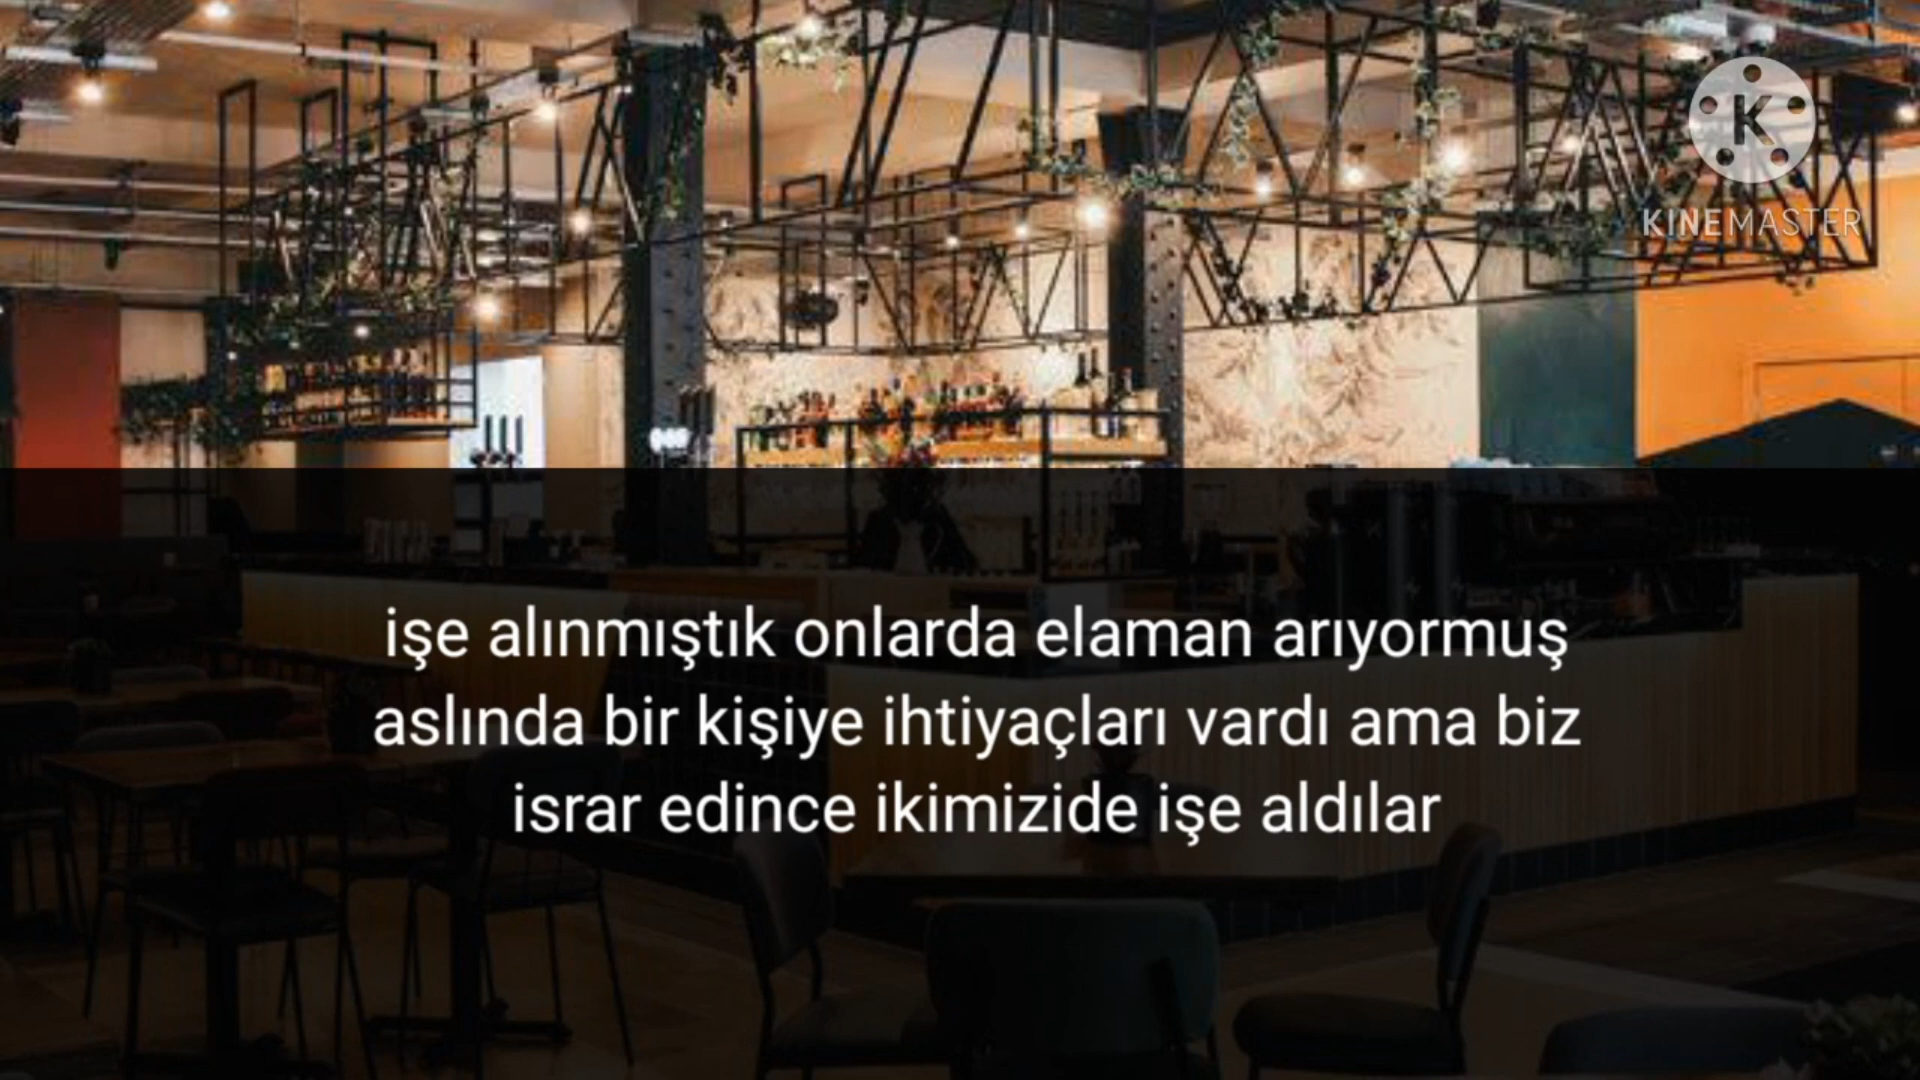 K
KINEMASTER
işe alınmıştık onlarda elaman arıyormuş
aslında bir kişiye ihtiyaçları vardı ama biz
israr edince ikimizide işe aldılar